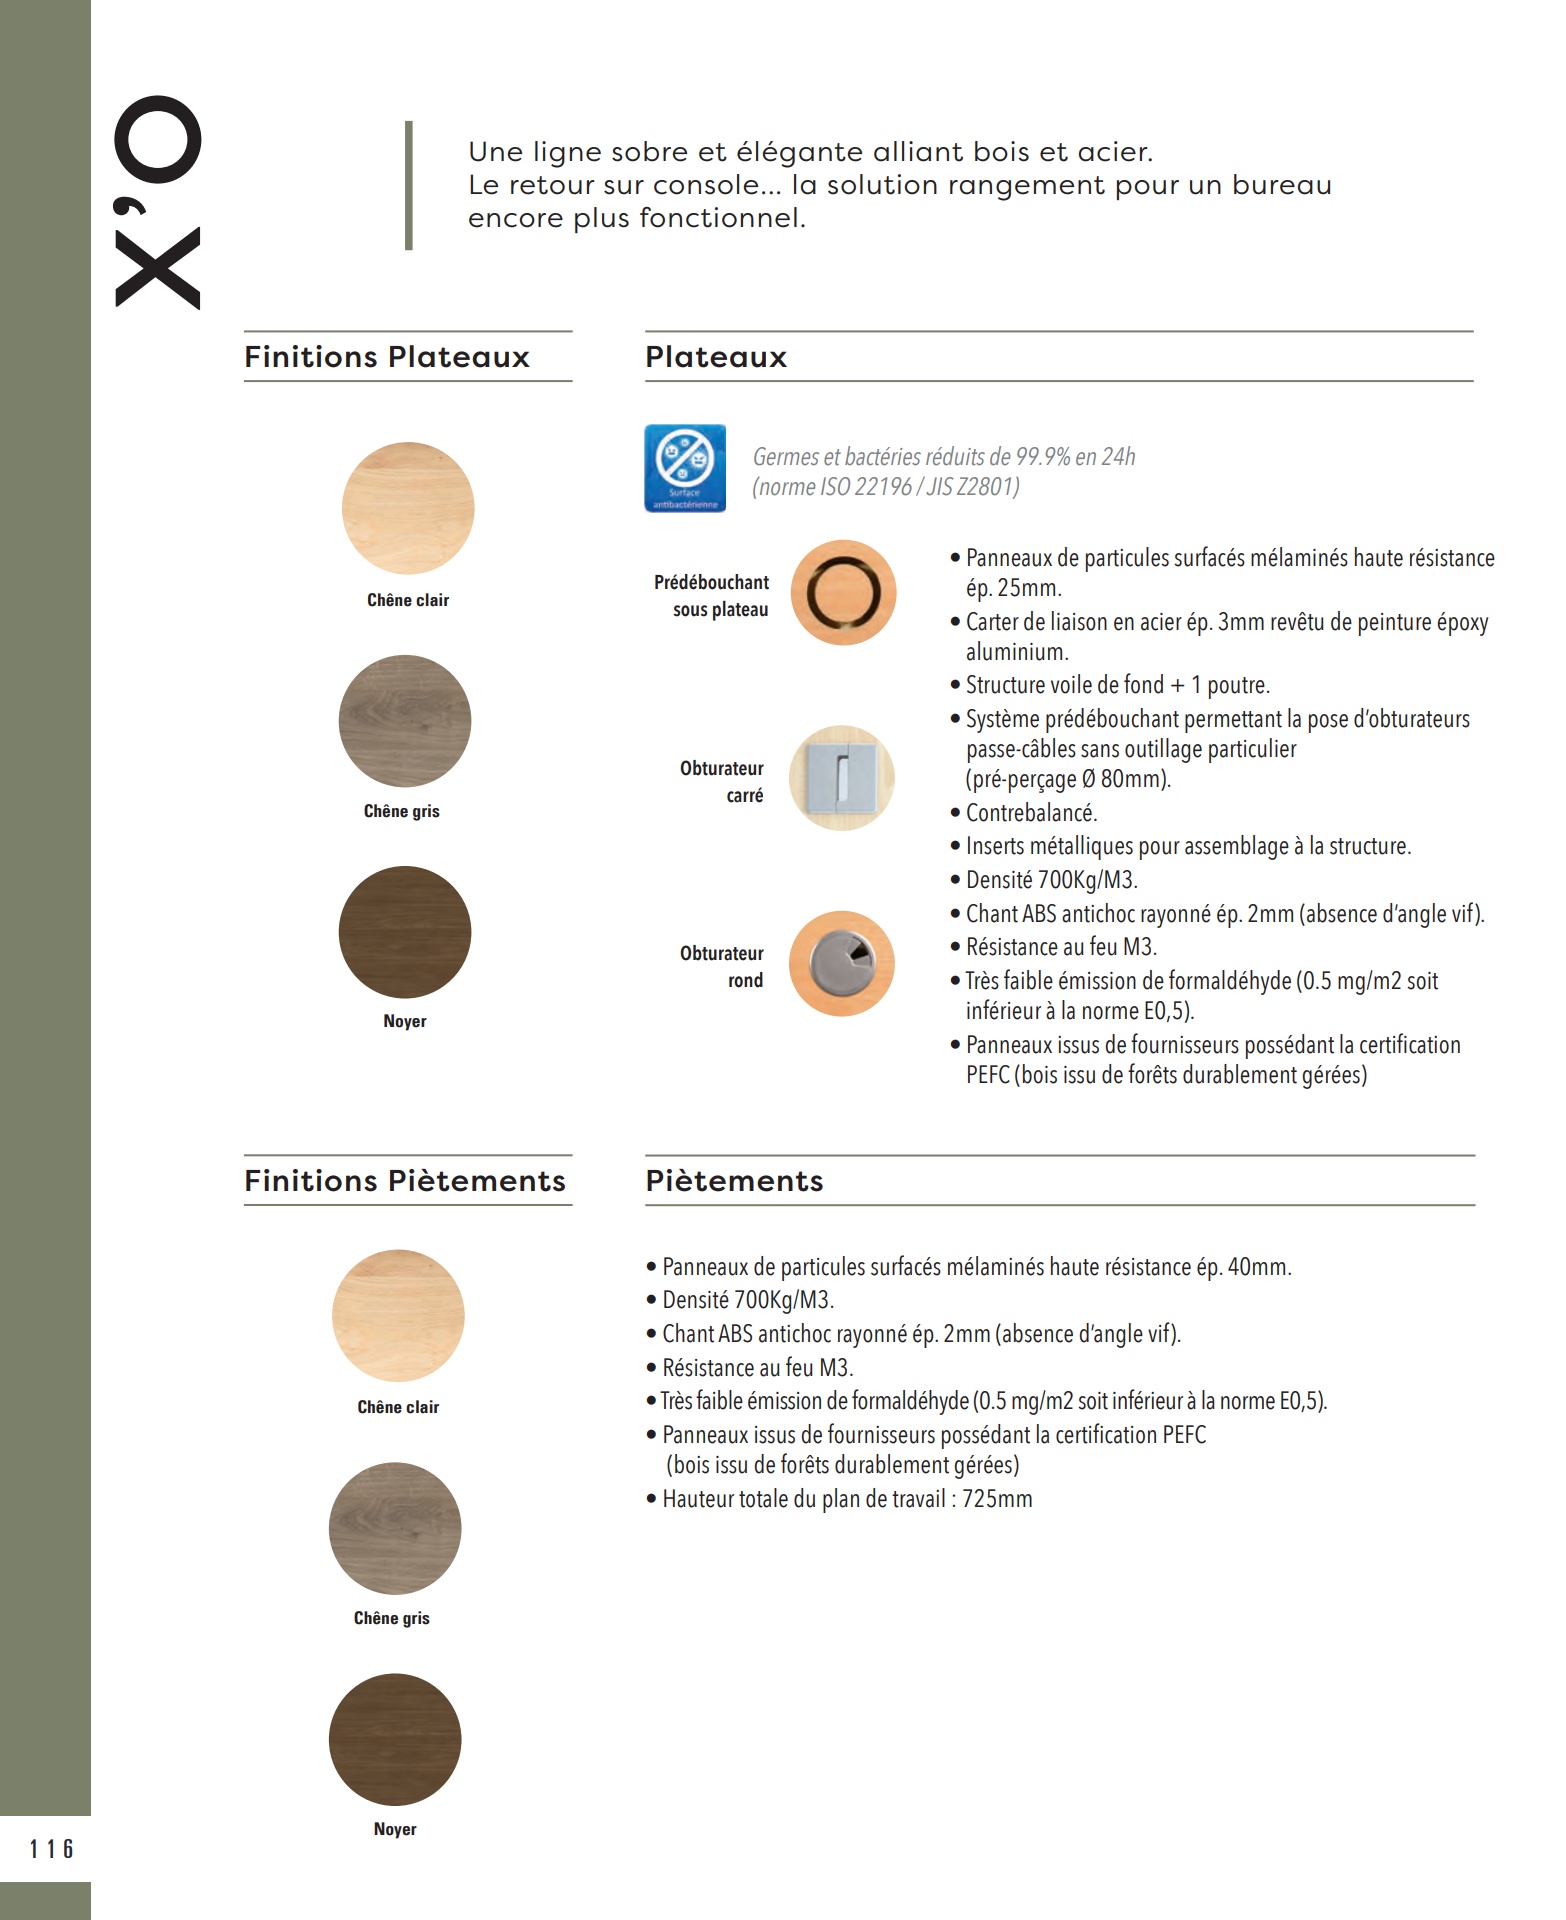 X'O
Une ligne sobre et élégante alliant bois et acier.
Le retour sur console... la solution rangement pour un bureau
encore plus fonctionnel.
Finitions Plateaux
Chêne clair
Chêne gris
Noyer
Plateaux
Surface
antibactérienne
Germes et bactéries réduits de 99.9% en 24h
(norme ISO 22196 / JIS Z2801)
Prédébouchant
sous plateau
Obturateur
carré
Obturateur
rond
• Panneaux de particules surfacés mélaminés haute résistance
ép. 25mm.
• Carter de liaison en acier ép. 3mm revêtu de peinture époxy
aluminium.
• Structure voile de fond + 1 poutre.
• Système prédébouchant permettant la pose d'obturateurs
passe-câbles sans outillage particulier
(pré-perçage Ø 80mm).
• Contrebalancé.
• Inserts métalliques pour assemblage à la structure.
• Densité 700Kg/M3.
• Chant ABS antichoc rayonné ép. 2mm (absence d'angle vif).
• Résistance au feu M3.
• Très faible émission de formaldéhyde (0.5 mg/m2 soit
inférieur à la norme E0,5).
• Panneaux issus de fournisseurs possédant la certification
PEFC (bois issu de forêts durablement gérées)
Finitions Piètements
Chêne clair
Chêne gris
Noyer
Piètements
• Panneaux de particules surfacés mélaminés haute résistance ép. 40mm.
• Densité 700Kg/M3.
• Chant ABS antichoc rayonné ép. 2mm (absence d'angle vif).
• Résistance au feu M3.
• Très faible émission de formaldéhyde (0.5 mg/m2 soit inférieur à la norme E0,5).
• Panneaux issus de fournisseurs possédant la certification PEFC
(bois issu de forêts durablement gérées)
• Hauteur totale du plan de travail : 725mm
116